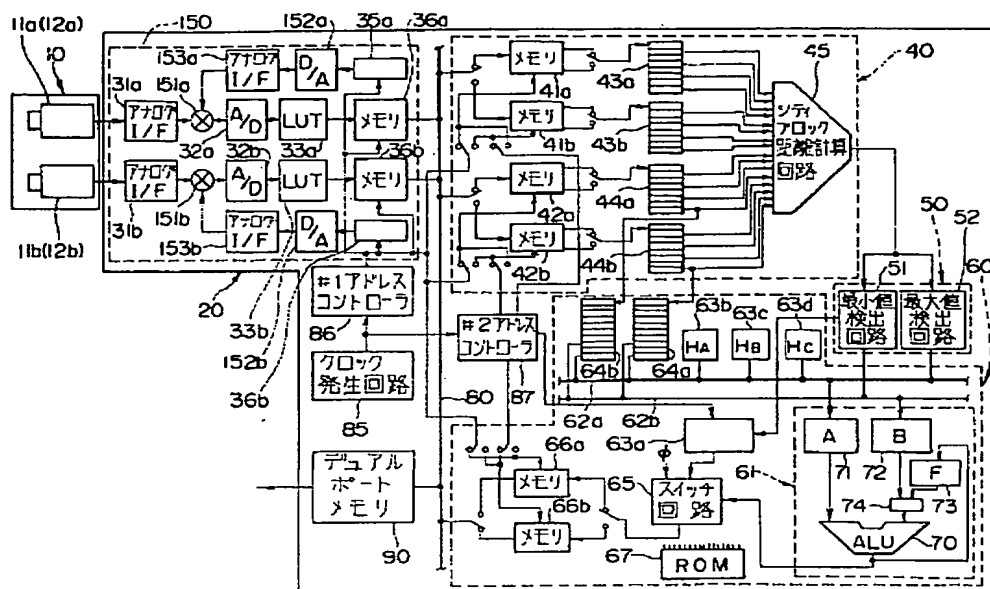 11a(12a)
10
150
153a
152a
35a
36a
31a
151a
アナログ
I/F
D/A
アナログ
I/F
A/D
LUT
メモリ
32a
32b
33a
36b
アナログ
I/F
A/D
LUT
メモリ
31b
151b
アナログ
I/F
D/A
153b
11b(12b)
20
33b
152b
36b
#1アドレス
コントローラ
86
クロック
発生回路
85
デュアル
ポート
メモリ
90
メモリ
41a
メモリ
41b
メモリ
42a
メモリ
42b
43a
43b
44a
44b
45
40
シティ
ブロック
距離計算
回路
50
52
51
60
最小値
検出
回路
最大値
検出
回路
#2アドレス
コントローラ
87
80
64b
64a
63b
63c
63d
HA
HB
HC
62a
62b
63a
φ
65
スイッチ
回路
66a
メモリ
66b
メモリ
67
ROM
61
A
71
B
72
F
73
74
ALU
70